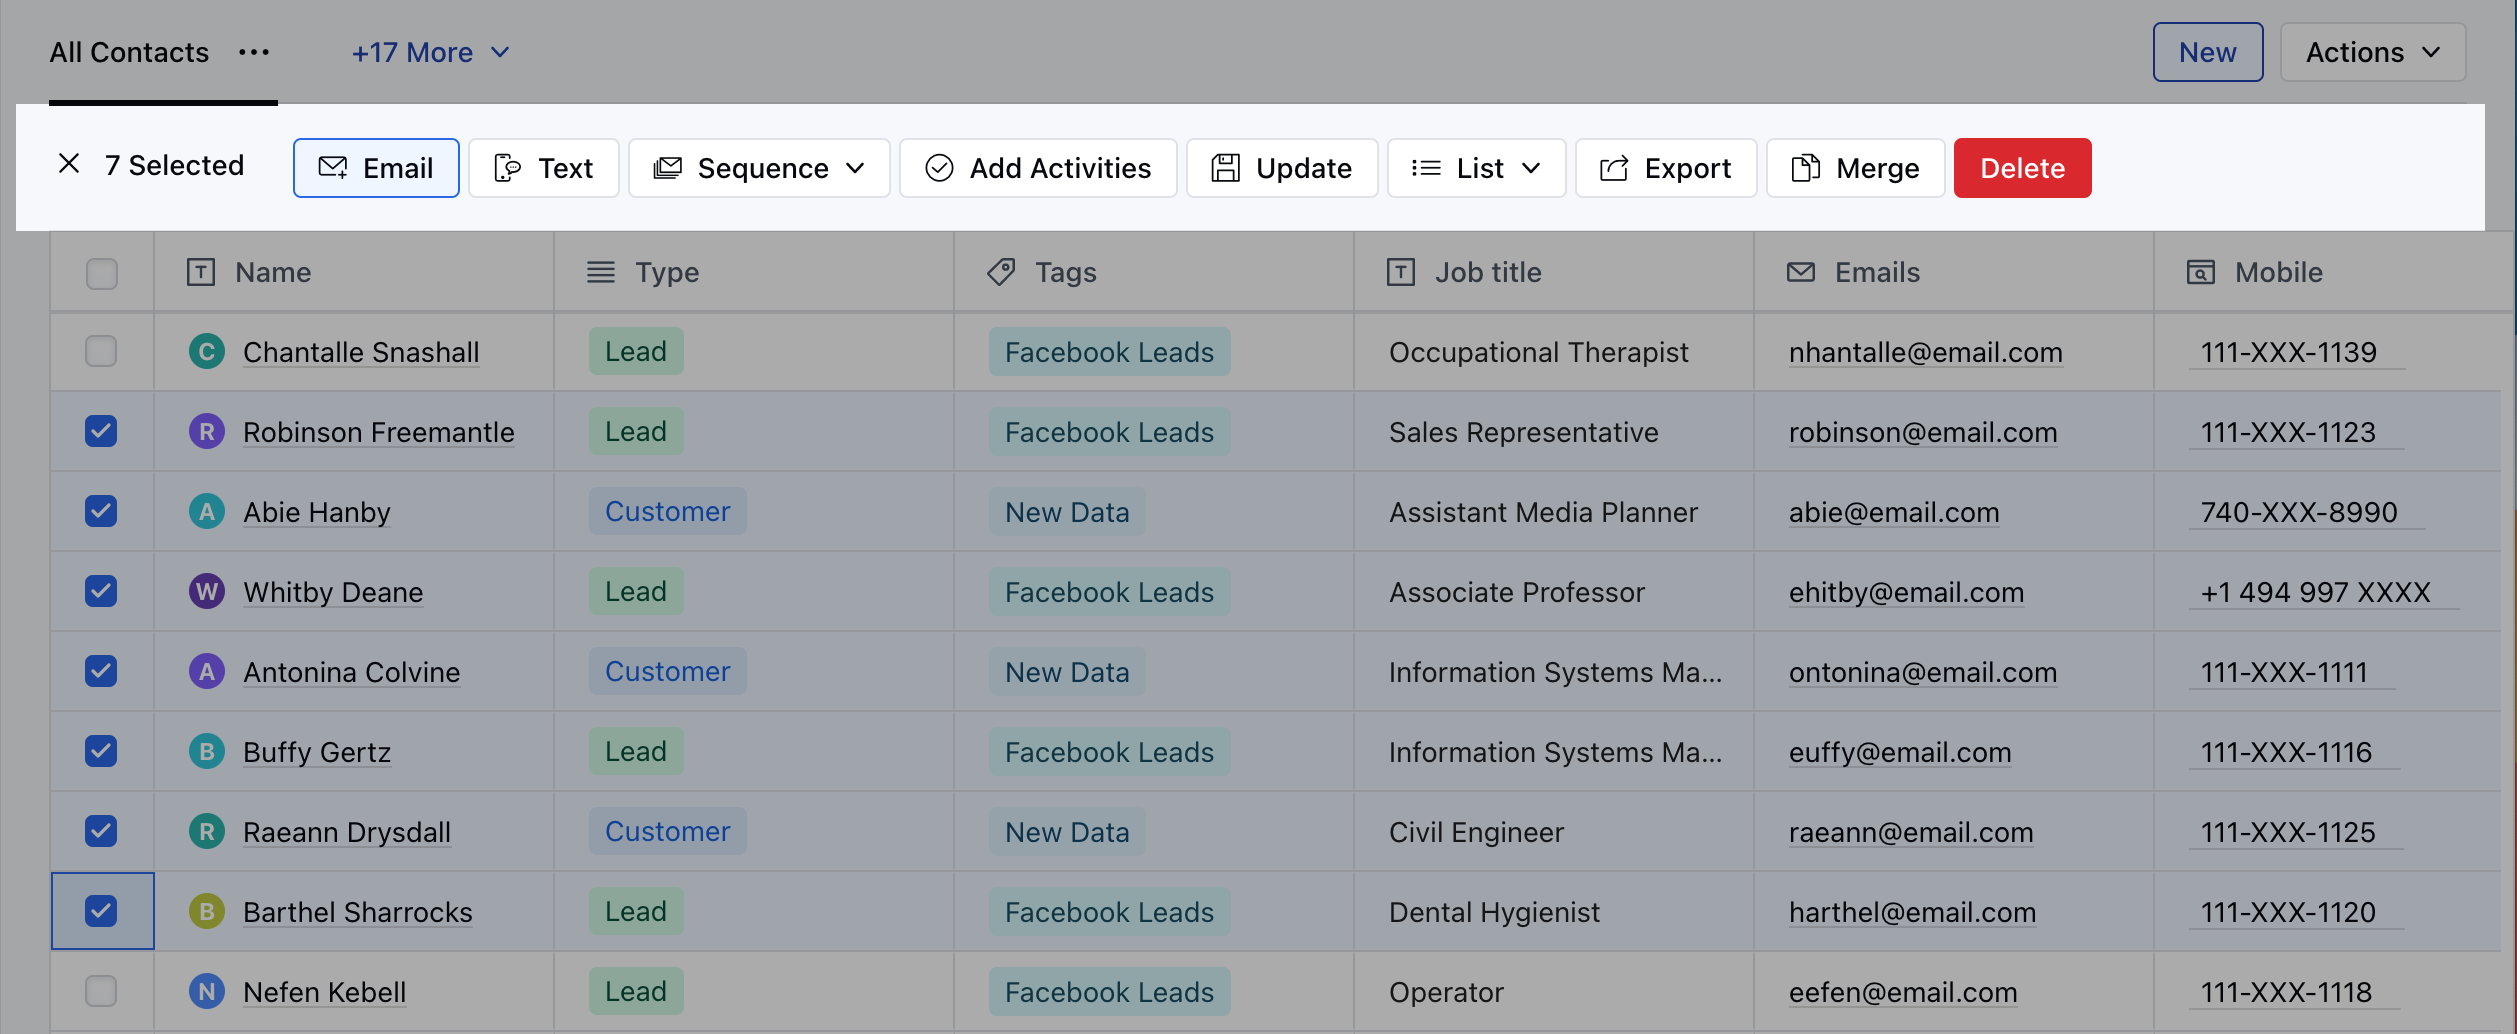 All Contacts ••• +17 More New Actions
7 Selected Email Text Sequence Add Activities Update List Export Merge Delete
T Name Type Tags T Job title Emails Mobile
C Chantalle Snashall Lead Facebook Leads Occupational Therapist nhantalle@email.com 111-XXX-1139
R Robinson Freemantle Lead Facebook Leads Sales Representative robinson@email.com 111-XXX-1123
A Abie Hanby Customer New Data Assistant Media Planner abie@email.com 740-XXX-8990
W Whitby Deane Lead Facebook Leads Associate Professor ehitby@email.com +1 494 997 XXXX
A Antonina Colvine Customer New Data Information Systems Ma... ontonina@email.com 111-XXX-1111
B Buffy Gertz Lead Facebook Leads Information Systems Ma... euffy@email.com 111-XXX-1116
R Raeann Drysdall Customer New Data Civil Engineer raeann@email.com 111-XXX-1125
B Barthel Sharrocks Lead Facebook Leads Dental Hygienist harthel@email.com 111-XXX-1120
N Nefen Kebell Lead Facebook Leads Operator eefen@email.com 111-XXX-1118